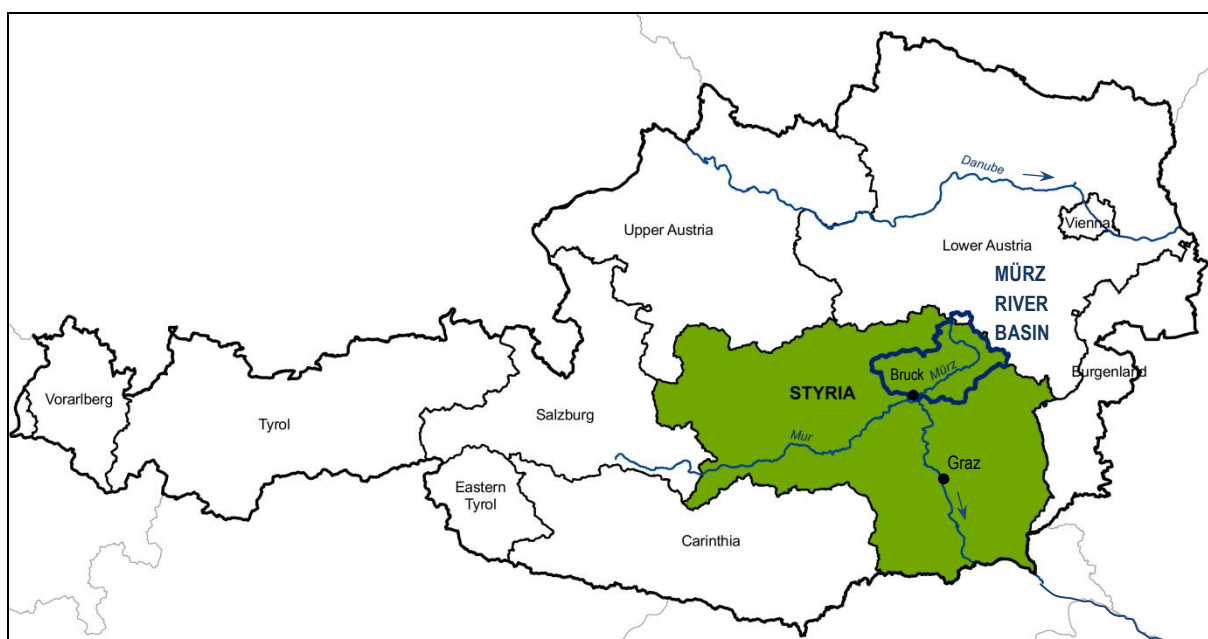 Danube
Vienna
Upper Austria
Lower Austria
MÜRZ
RIVER
BASIN
Bruck
Mürz
Burgenland
Vorarlberg
STYRIA
Salzburg
Tyrol
Mur
Graz
Eastern
Tyrol
Carinthia